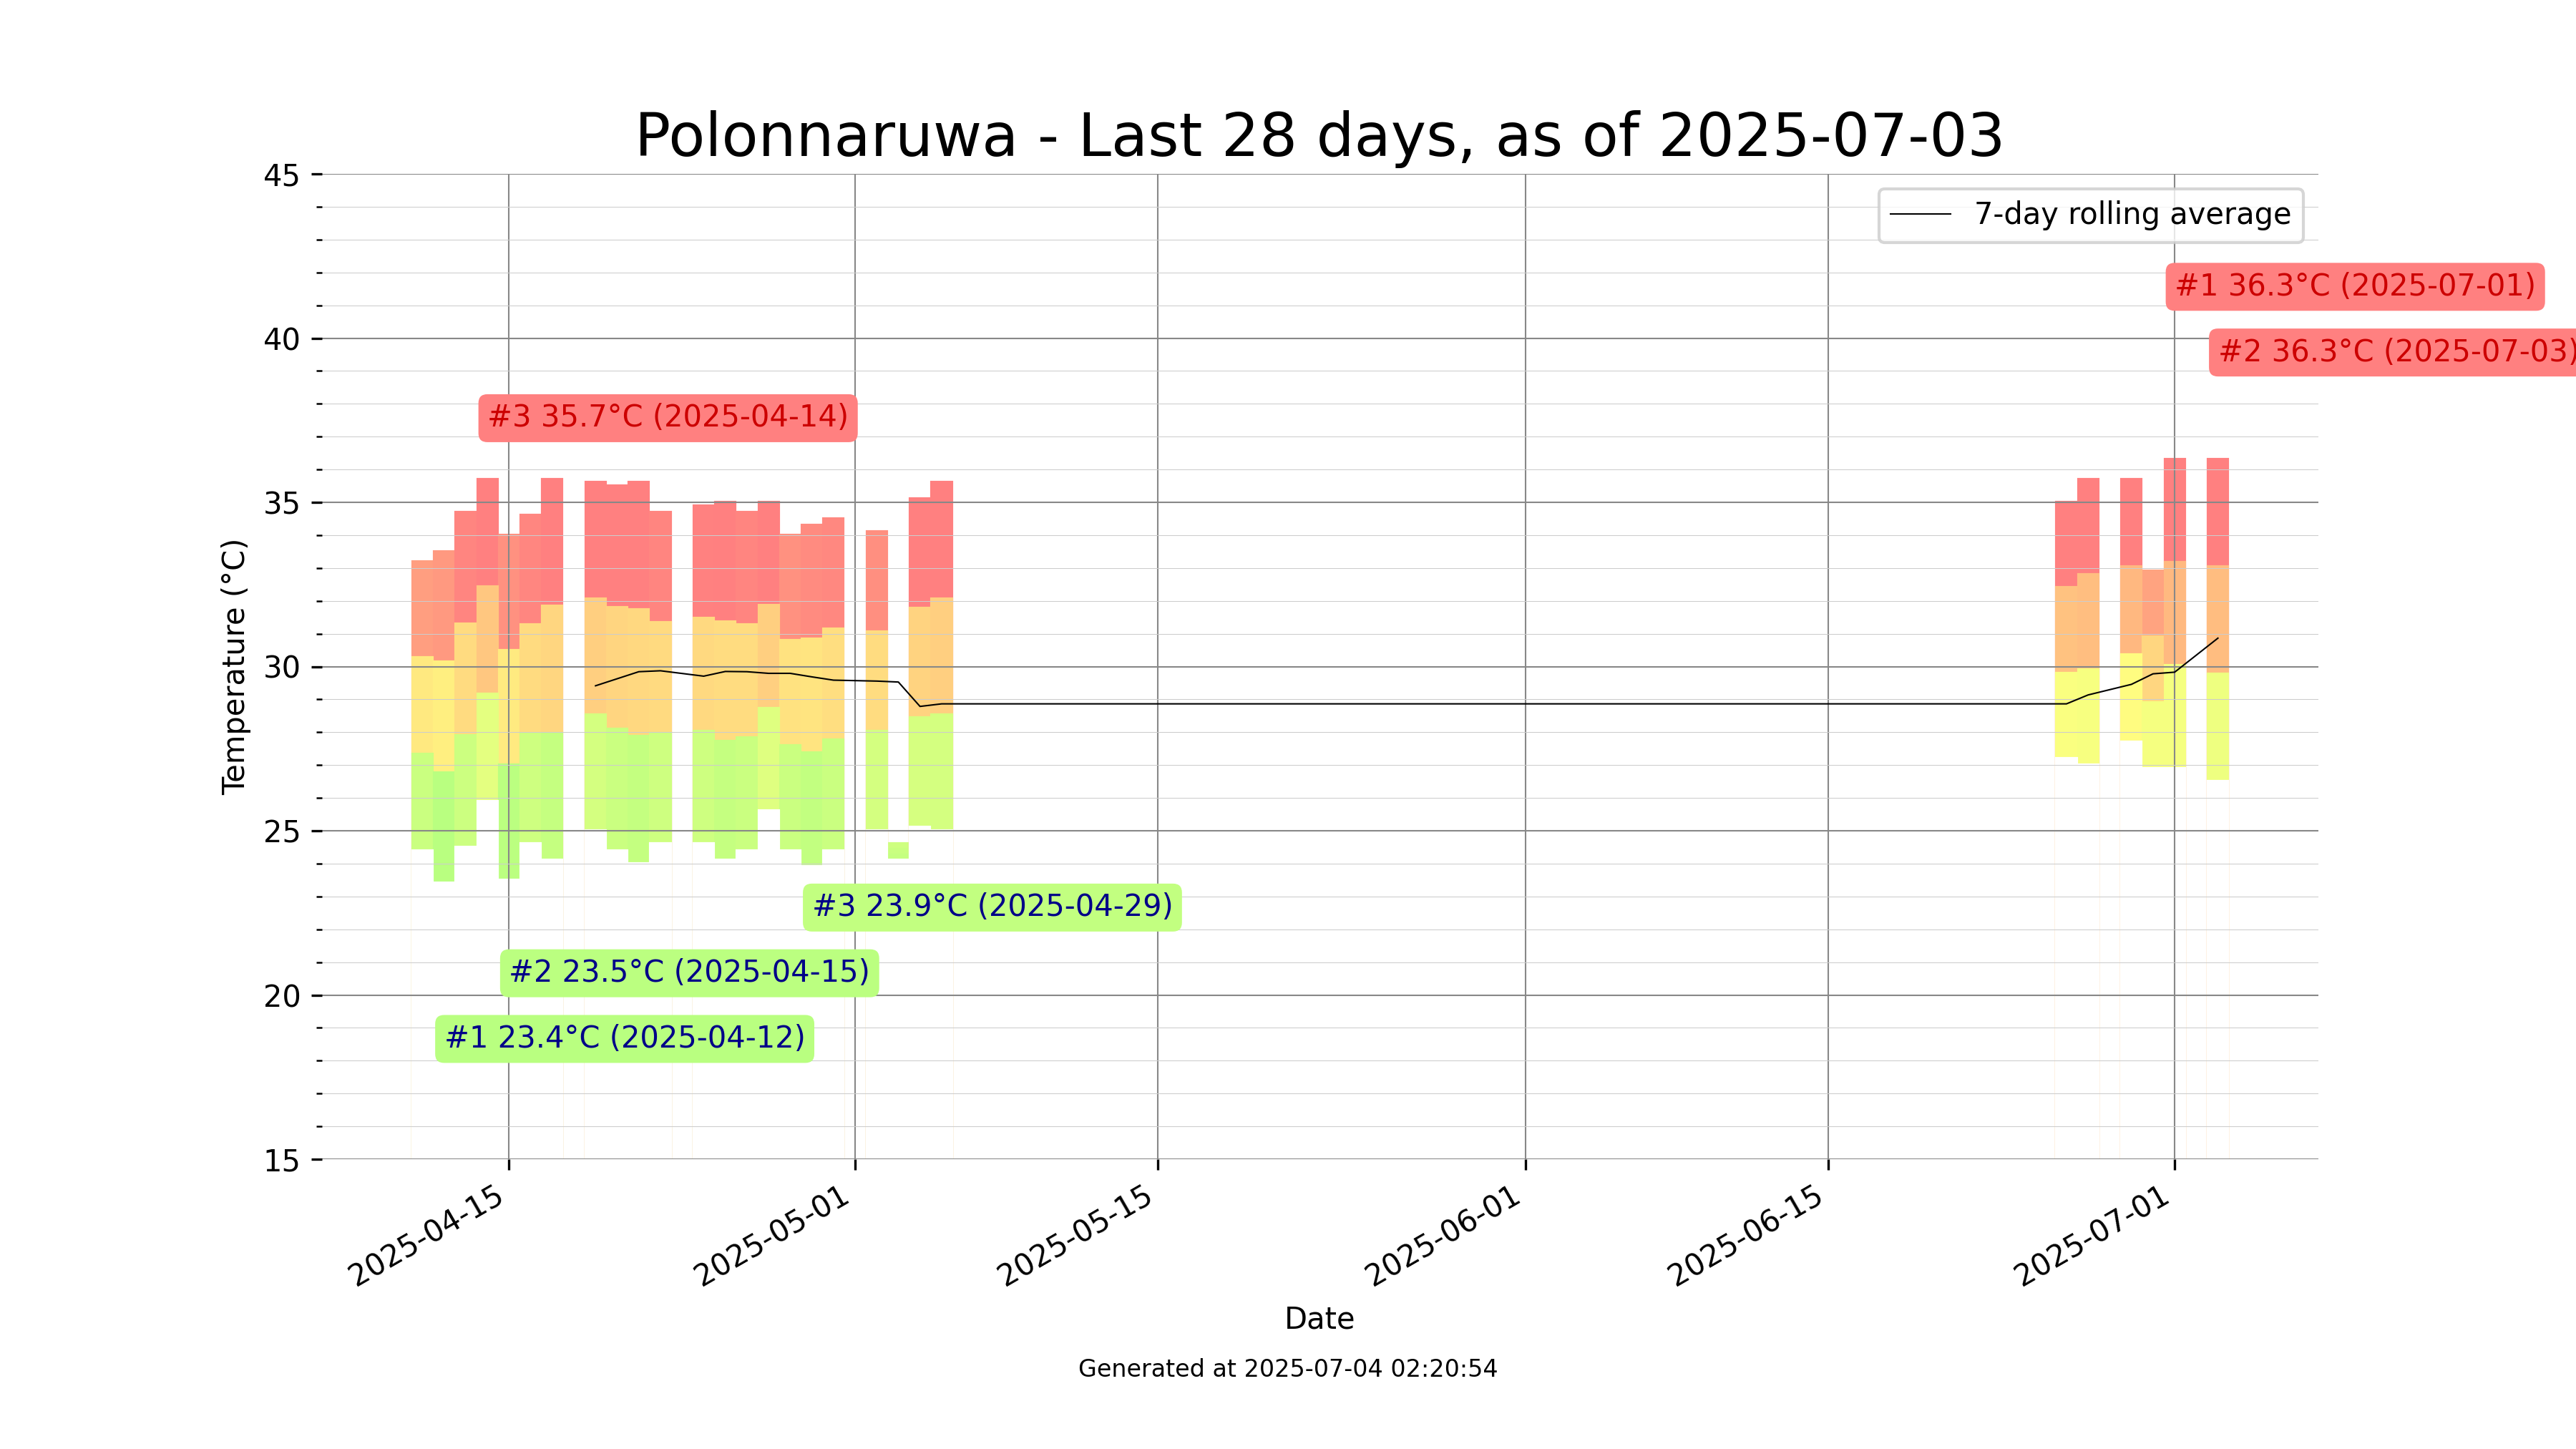 Polonnaruwa - Last 28 days, as of 2025-07-03
45
40
35
30
25
20
15
Temperature (°C)
7-day rolling average
#1 36.3°C (2025-07-01)
#2 36.3°C (2025-07-03)
#3 35.7°C (2025-04-14)
#3 23.9°C (2025-04-29)
#2 23.5°C (2025-04-15)
#1 23.4°C (2025-04-12)
2025-04-15
2025-05-01
2025-05-15
2025-06-01
2025-06-15
2025-07-01
Date
Generated at 2025-07-04 02:20:54